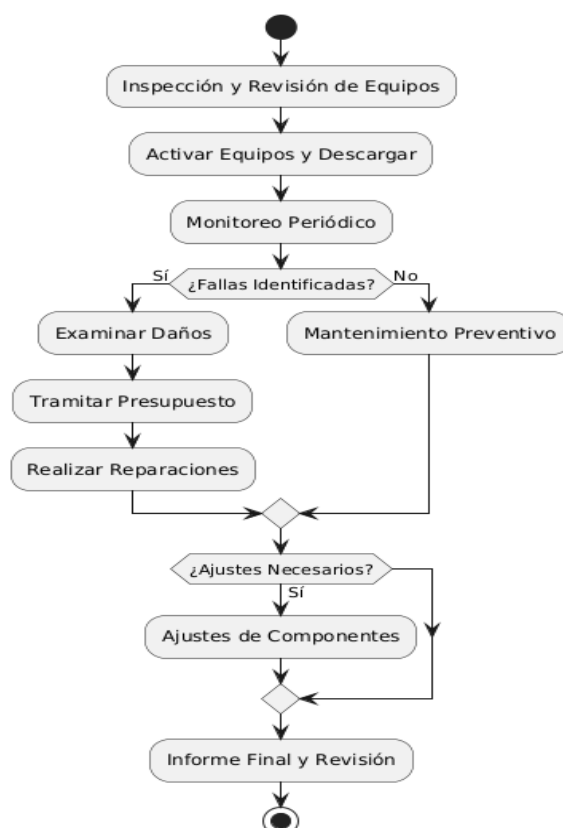 Inspección y Revisión de Equipos
Activar Equipos y Descargar
Monitoreo Periódico
Sí
¿Fallas Identificadas?
No
Examinar Daños
Mantenimiento Preventivo
Tramitar Presupuesto
Realizar Reparaciones
¿Ajustes Necesarios?
Sí
Ajustes de Componentes
Informe Final y Revisión